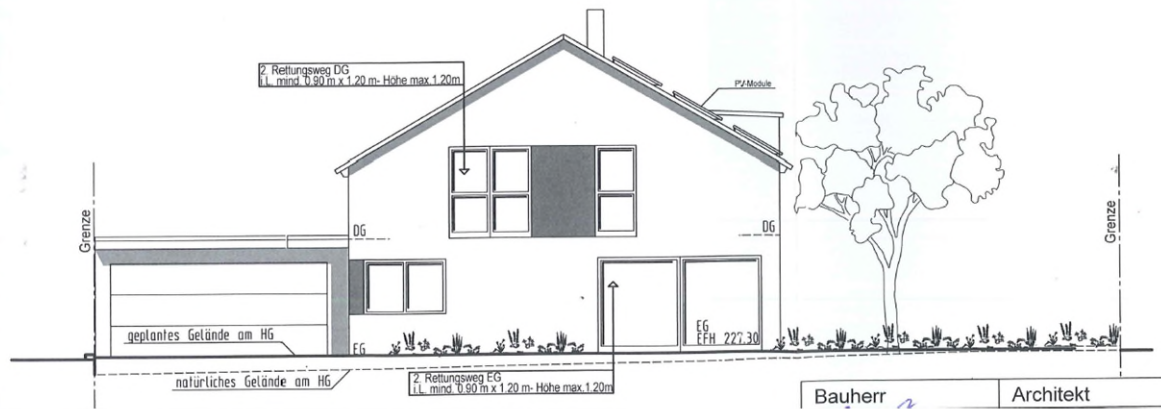 2. Rettungsweg DG
i.L. mind. 0.90 m x 1.20 m- Höhe max.1.20m
PV-Module
Grenze
Grenze
DG
DG
geplantes Gelände am HG
EG
EG
EFH 227.30
natürliches Gelände am HG
2. Rettungsweg EG
i.L. mind. 0.90 m x 1.20 m- Höhe max.1.20m
Bauherr
Architekt